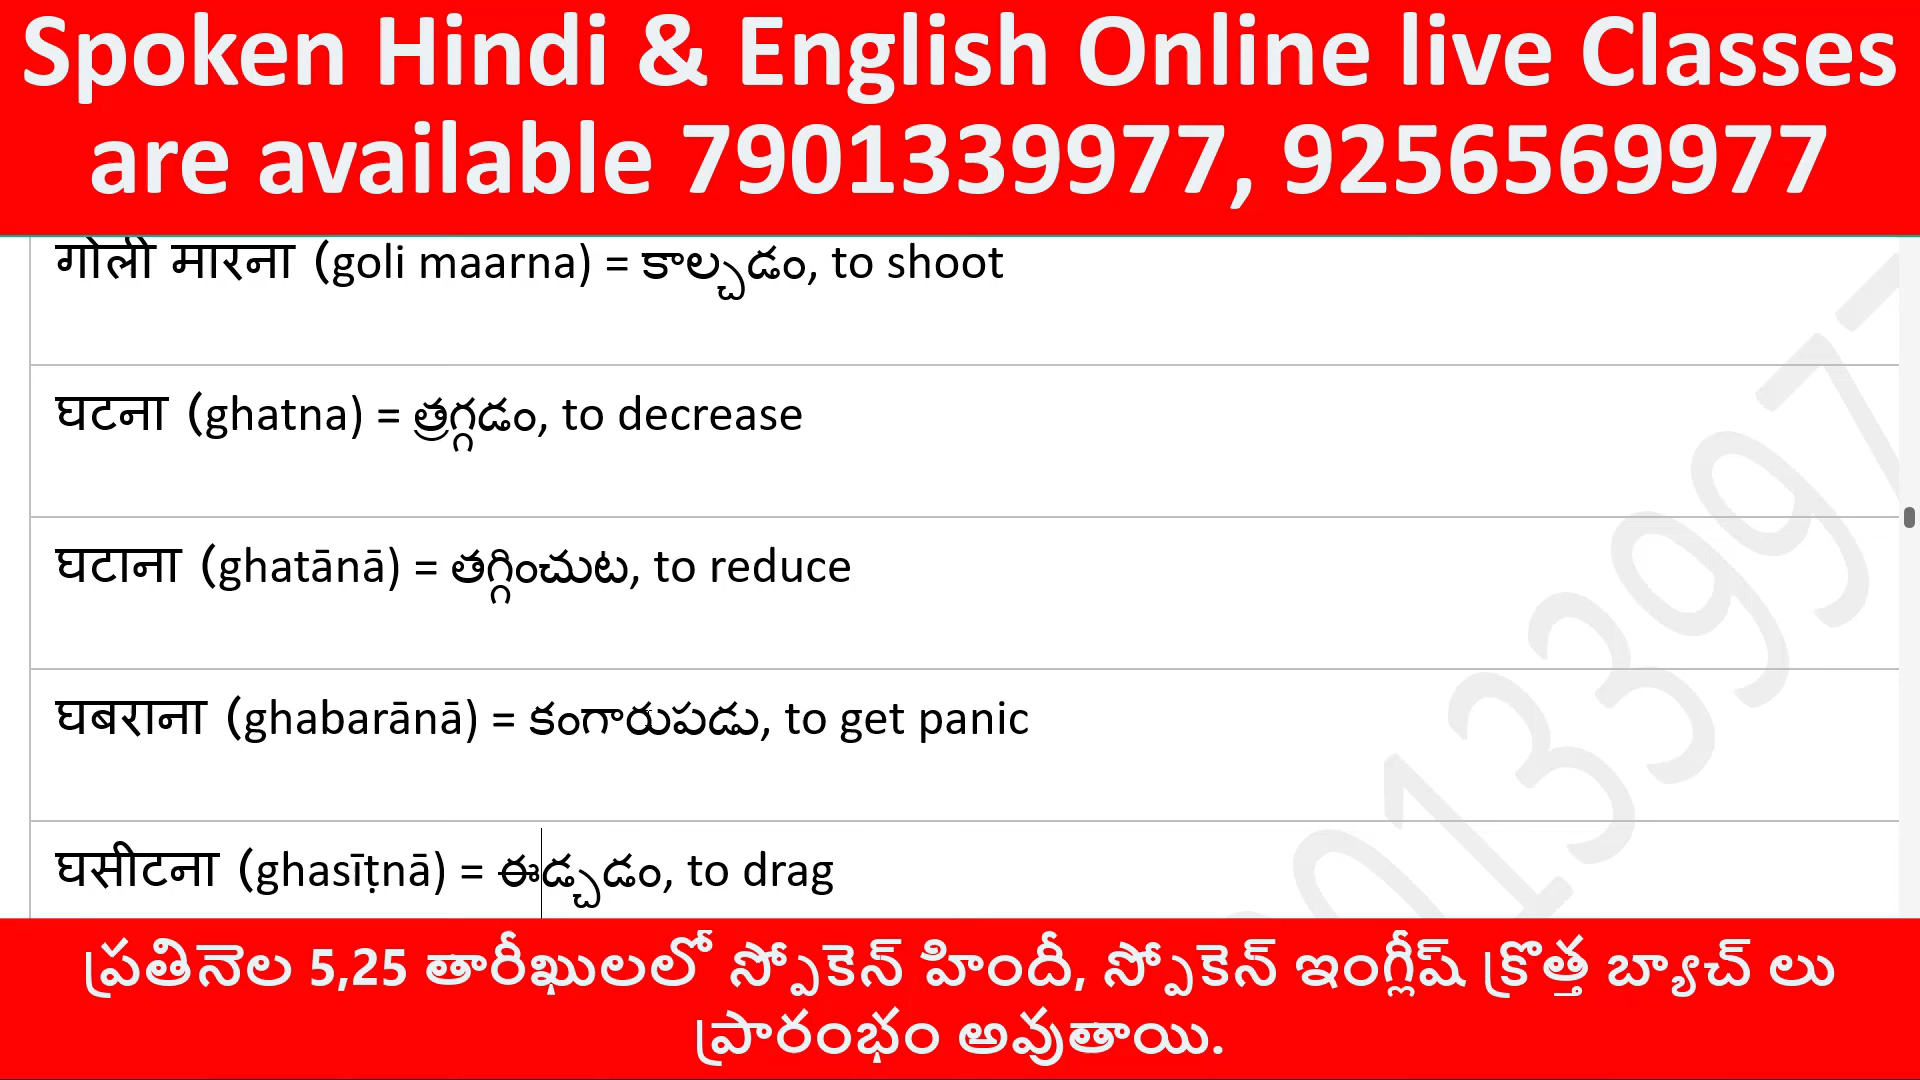 Spoken Hindi & English Online live Classes
are available 7901339977, 9256569977
गोली मारना (goli maarna) = కాల్చడం, to shoot
घटना (ghatna) = త్రగ్గడం, to decrease
घटाना (ghatānā) = తగ్గించుట, to reduce
घबराना (ghabarānā) = కంగారుపడు, to get panic
घसीटना (ghasīṭnā) = ఈడ్చడం, to drag
ప్రతినెల 5,25 తారీఖులలో స్పోకెన్ హిందీ, స్పోకెన్ ఇంగ్లీష్ క్రొత్త బ్యాచ్ లు
ప్రారంభం అవుతాయి.